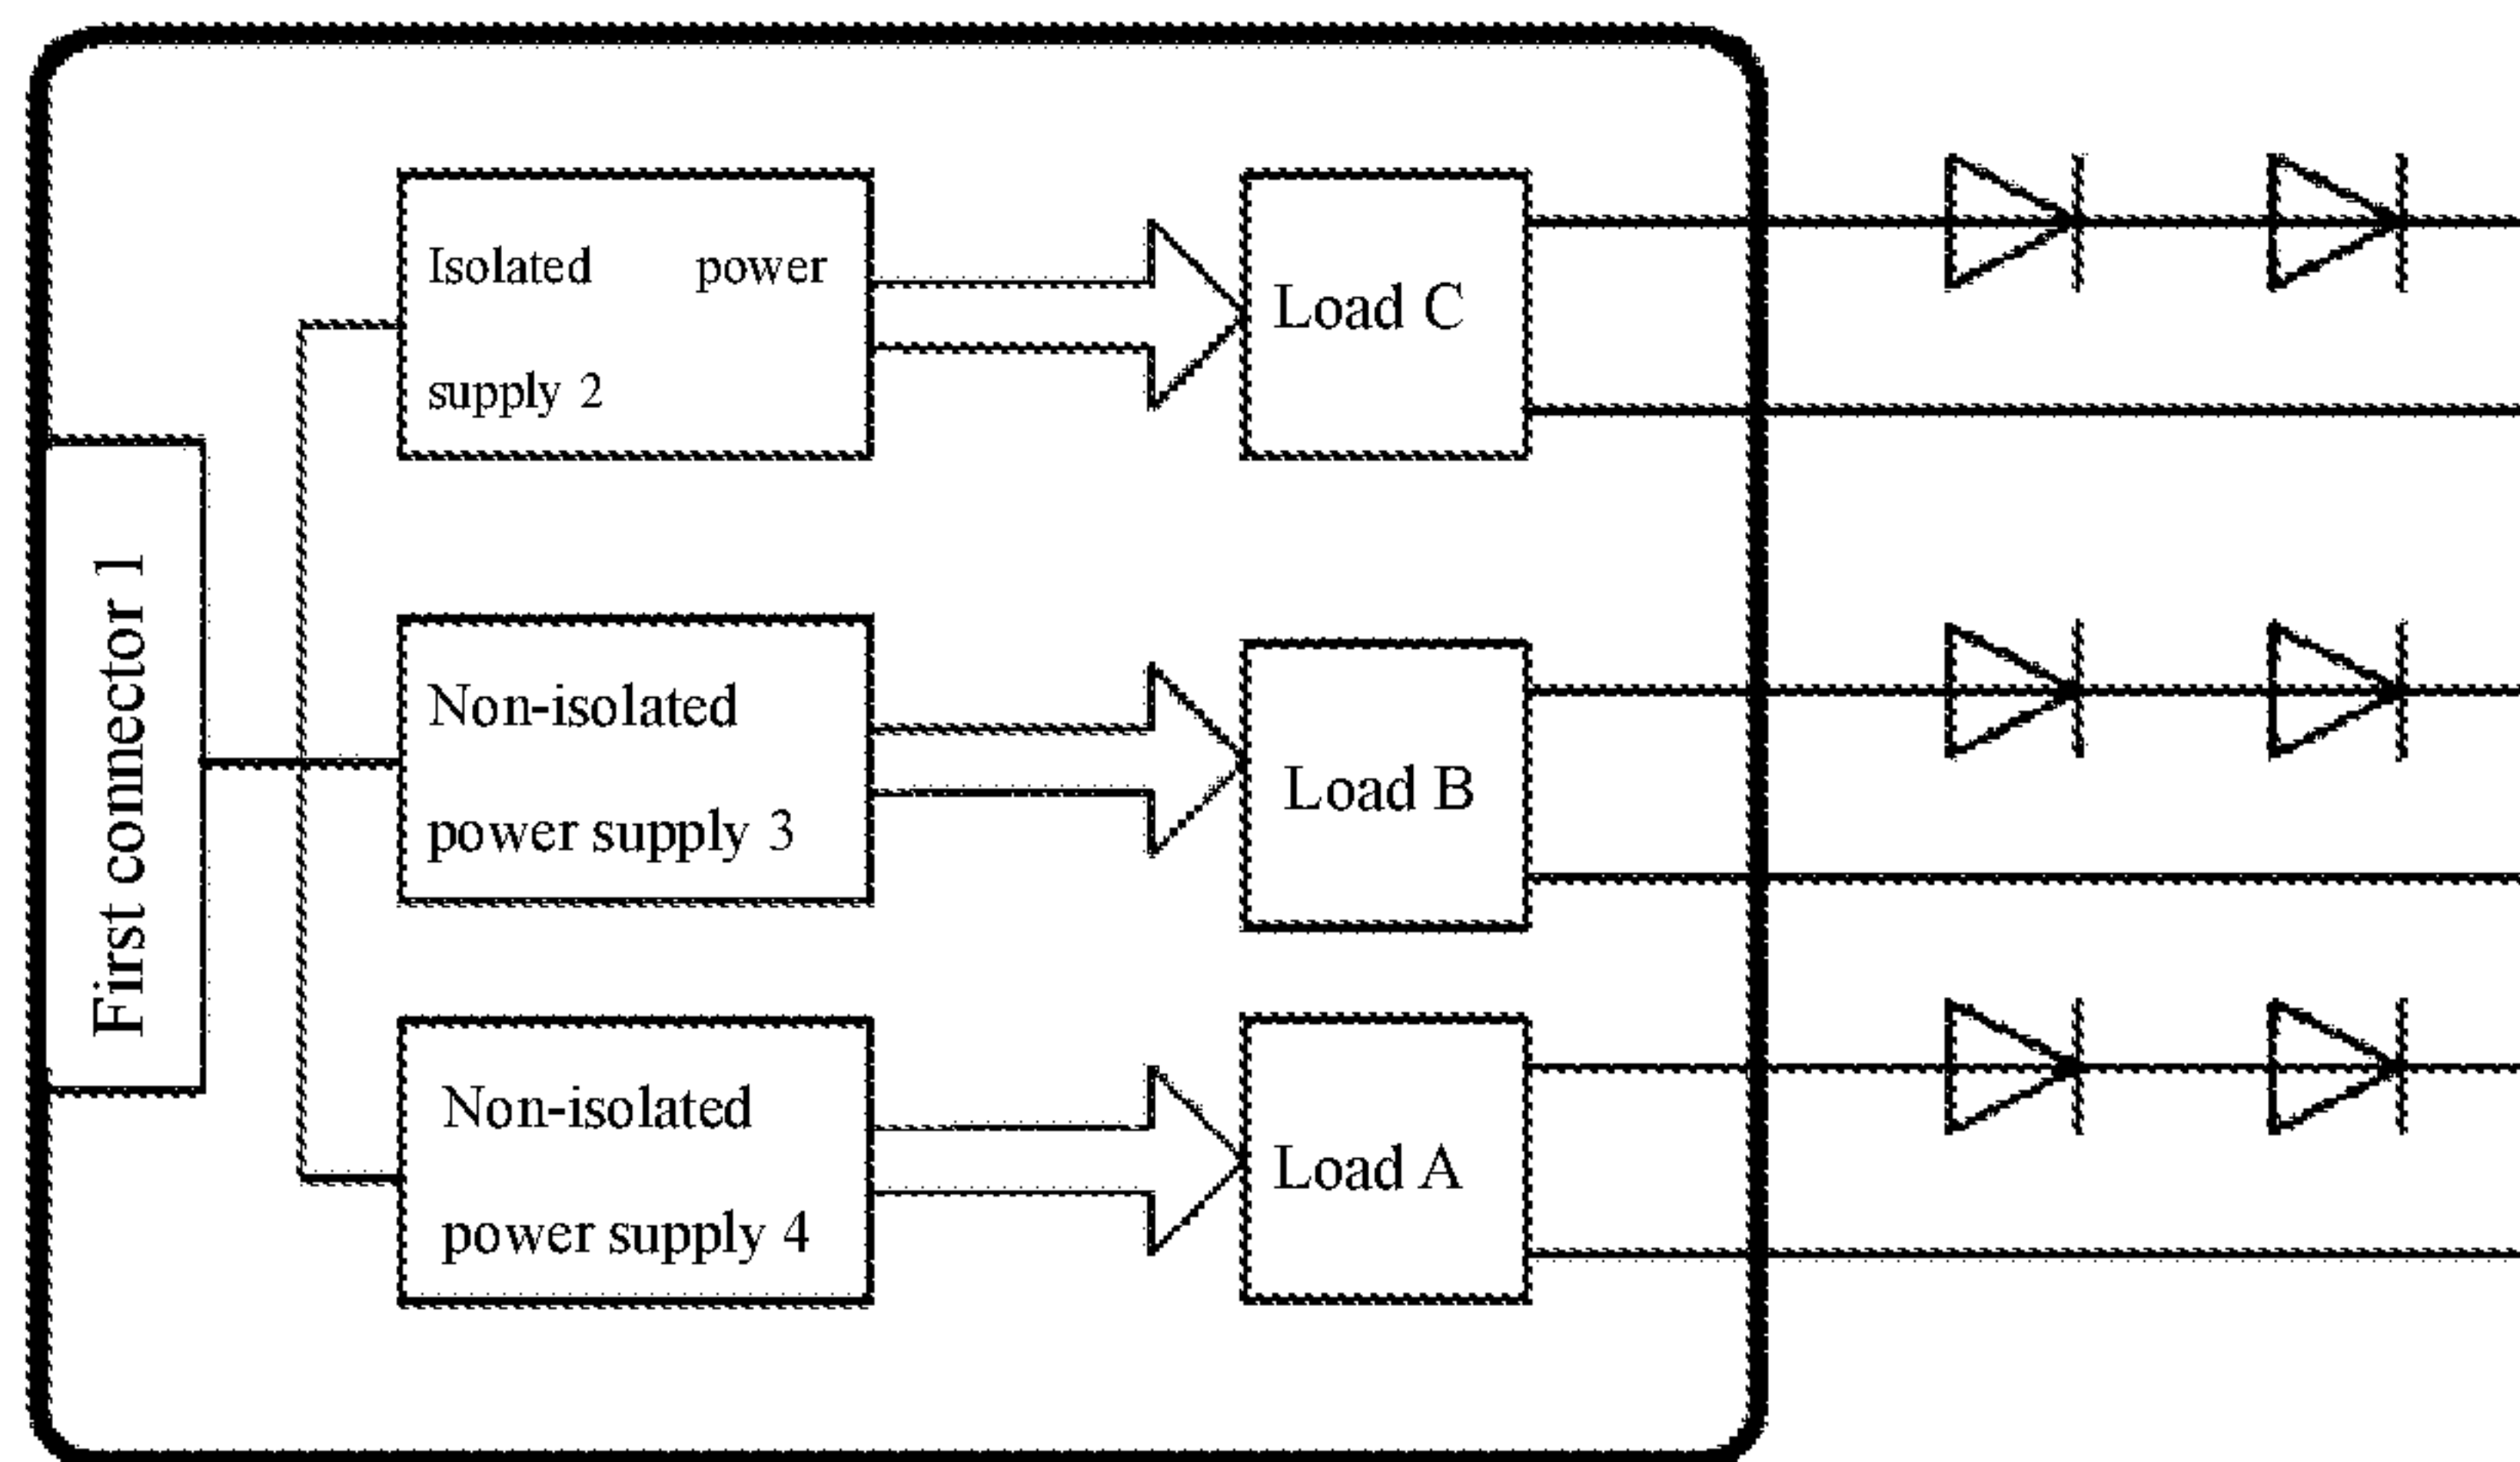 First connector 1
Isolated power
supply 2
Load C
Non-isolated
power supply 3
Load B
Non-isolated
power supply 4
Load A